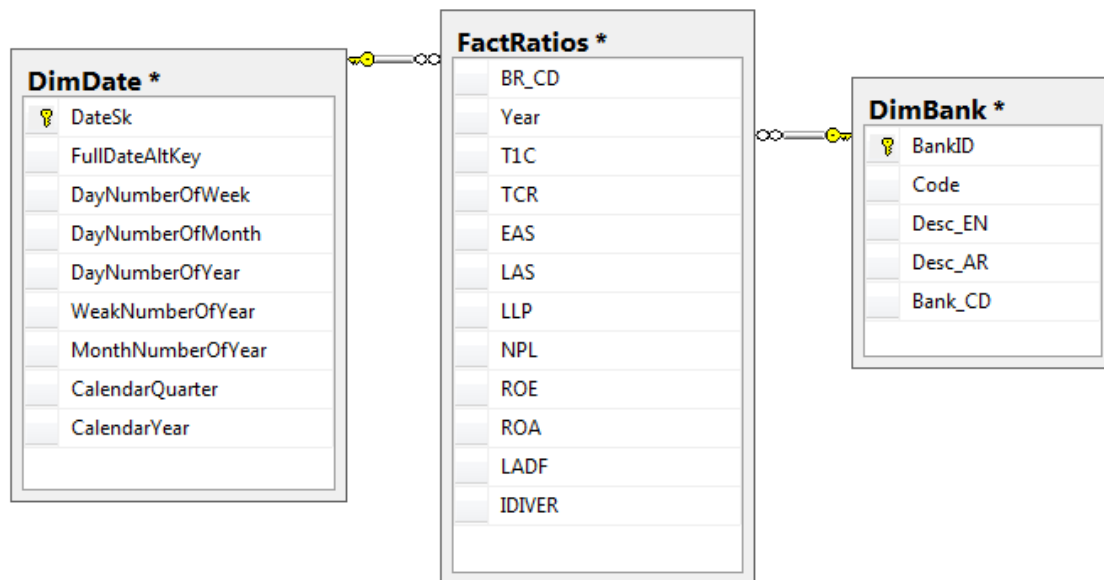 DimDate *
DateSk
FullDateAltKey
DayNumberOfWeek
DayNumberOfMonth
DayNumberOfYear
WeakNumberOfYear
MonthNumberOfYear
CalendarQuarter
CalendarYear
FactRatios *
BR_CD
Year
T1C
TCR
EAS
LAS
LLP
NPL
ROE
ROA
LADF
IDIVER
DimBank *
BankID
Code
Desc_EN
Desc_AR
Bank_CD